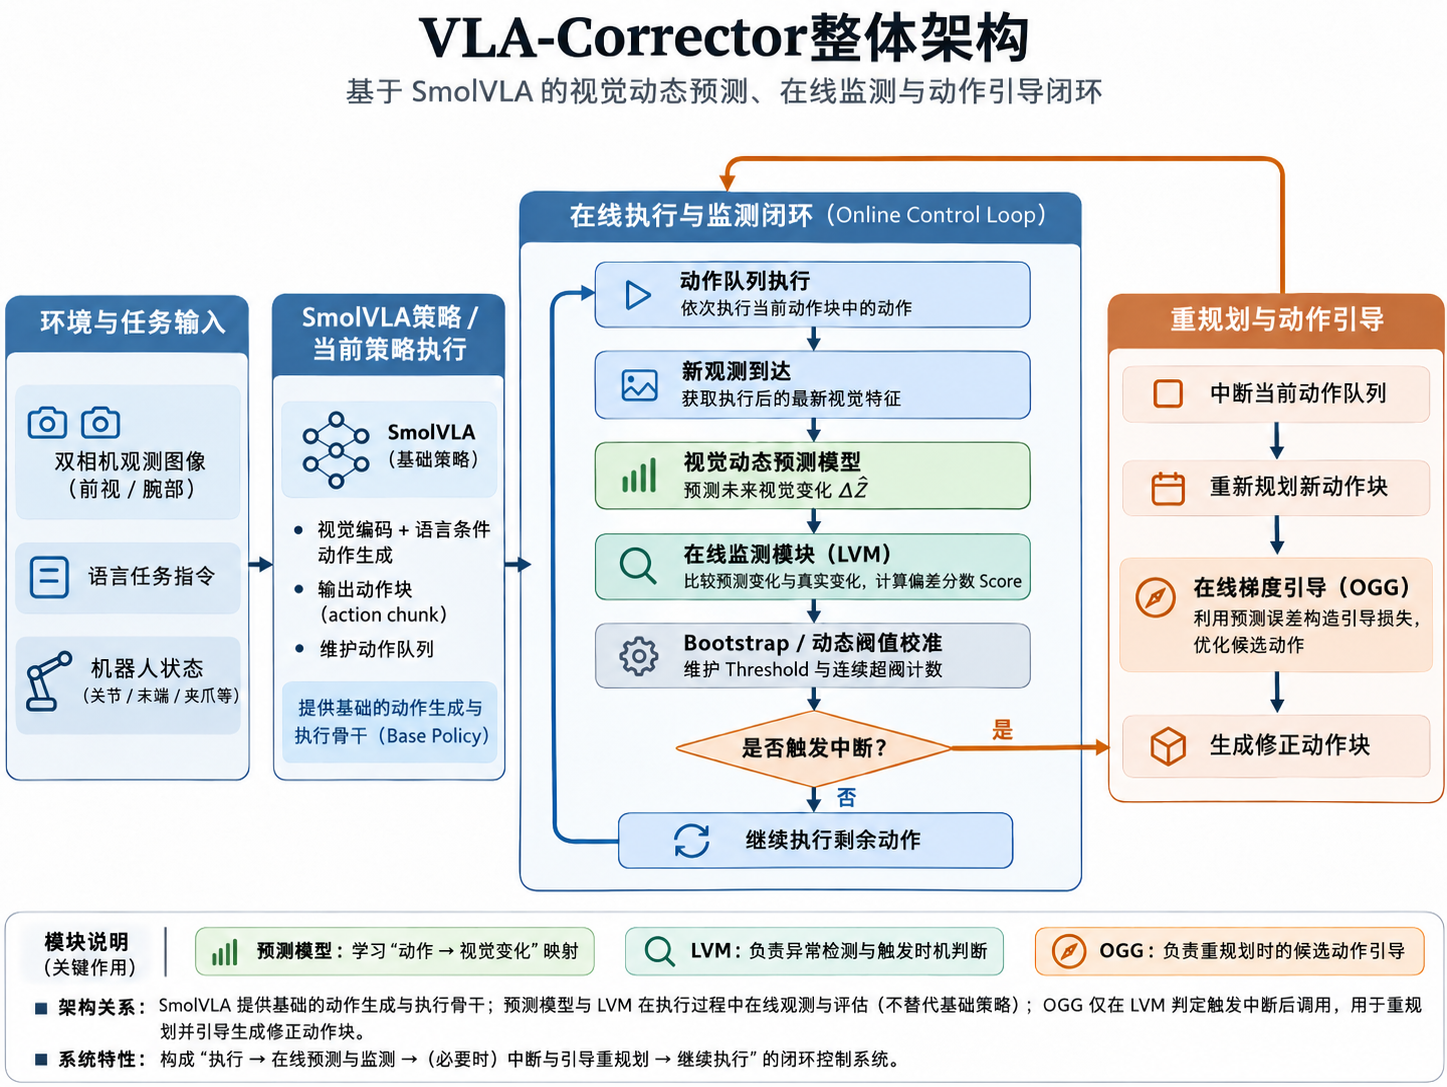 VLA-Corrector整体架构
基于 SmolVLA 的视觉动态预测、在线监测与动作引导闭环
环境与任务输入
双相机观测图像
（前视 / 腕部）
语言任务指令
机器人状态
（关节 / 末端 / 夹爪等）
SmolVLA策略 /
当前策略执行
SmolVLA
（基础策略）
• 视觉编码 + 语言条件
动作生成
• 输出动作块
（action chunk）
• 维护动作队列
提供基础的动作生成与
执行骨干（Base Policy）
在线执行与监测闭环（Online Control Loop）
动作队列执行
依次执行当前动作块中的动作
新观测到达
获取执行后的最新视觉特征
视觉动态预测模型
预测未来视觉变化 ΔẐ
在线监测模块（LVM）
比较预测变化与真实变化，计算偏差分数 Score
Bootstrap / 动态阀值校准
维护 Threshold 与连续超阀计数
是否触发中断？
是
否
继续执行剩余动作
重规划与动作引导
中断当前动作队列
重新规划新动作块
在线梯度引导（OGG）
利用预测误差构造引导损失，
优化候选动作
生成修正动作块
模块说明
（关键作用）
预测模型：学习 “动作 → 视觉变化” 映射
LVM：负责异常检测与触发时机判断
OGG：负责重规划时的候选动作引导
■ 架构关系： SmolVLA 提供基础的动作生成与执行骨干；预测模型与 LVM 在执行过程中在线观测与评估（不替代基础策略）；OGG 仅在 LVM 判定触发中断后调用，用于重规
划并引导生成修正动作块。
■ 系统特性： 构成 “执行 → 在线预测与监测 →（必要时）中断与引导重规划 → 继续执行” 的闭环控制系统。